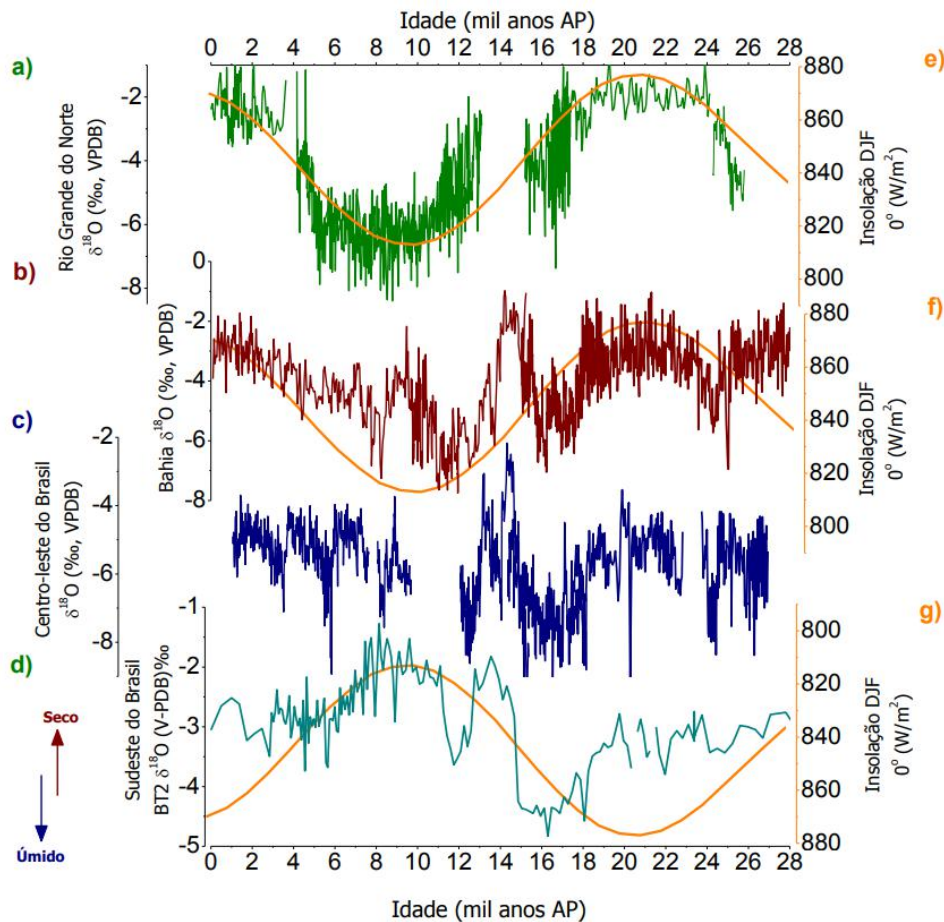 Idade (mil anos AP)
0 2 4 6 8 10 12 14 16 18 20 22 24 26 28
a)
Rio Grande do Norte
δ¹⁸O (‰, VPDB)
-2
-4
-6
-8
e)
880
860
840
820
800
Insolação DJF
0° (W/m²)
b)
Bahia δ¹⁸O (‰, VPDB)
0
-2
-4
-6
-8
f)
880
860
840
820
800
Insolação DJF
0° (W/m²)
c)
Centro-leste do Brasil
δ¹⁸O (‰, VPDB)
-2
-4
-6
-8
d)
Sudeste do Brasil
BT2 δ¹⁸O (V-PDB)‰
-1
-2
-3
-4
-5
g)
800
820
840
860
880
Insolação DJF
0° (W/m²)
Seco
Úmido
0 2 4 6 8 10 12 14 16 18 20 22 24 26 28
Idade (mil anos AP)